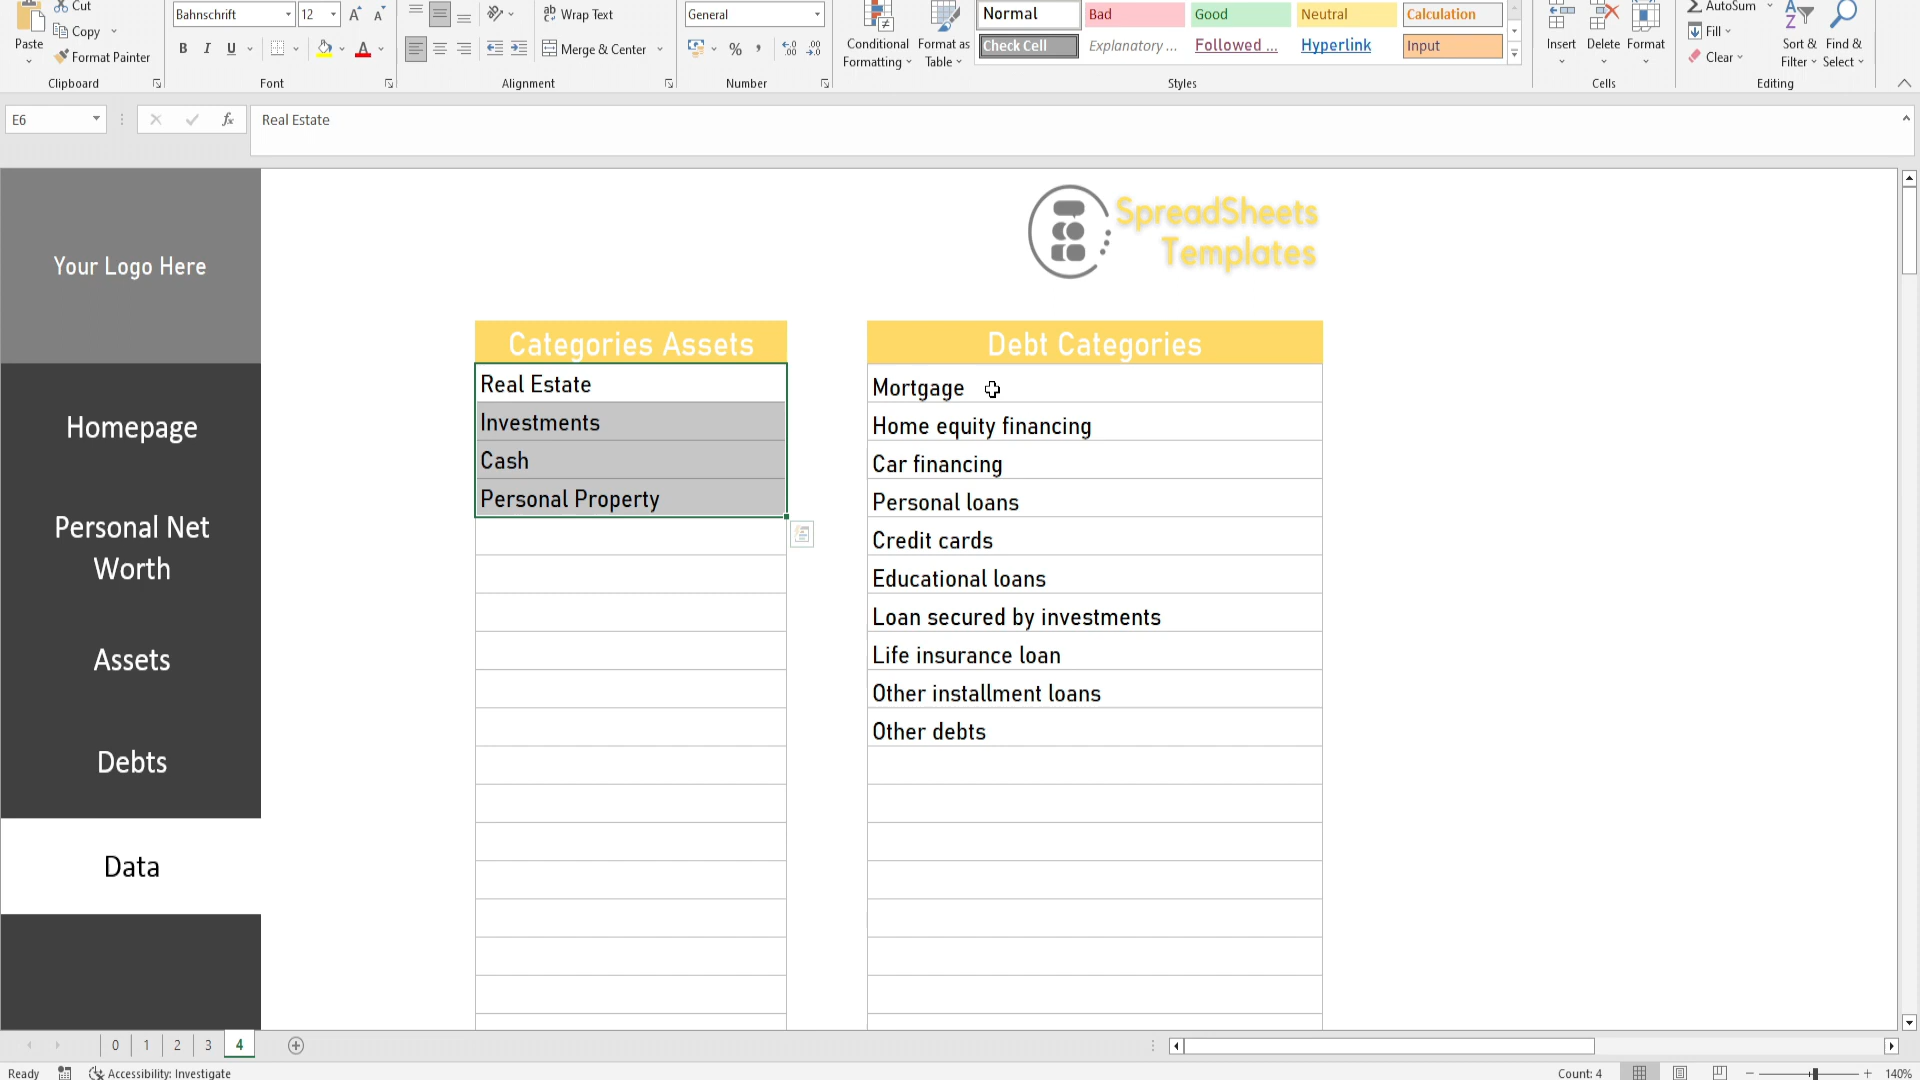 Cut
Copy
Format Painter
Paste
Clipboard
Bahnschrift
12
B I U
Font
Wrap Text
Merge & Center
Alignment
General
Number
Conditional Formatting
Format as Table
Normal
Bad
Good
Neutral
Calculation
Check Cell
Explanatory ...
Followed ...
Hyperlink
Input
Styles
Insert
Delete
Format
Cells
AutoSum
Fill
Clear
Sort & Filter
Find & Select
Editing
E6
fx
Real Estate
Your Logo Here
SpreadSheets
Templates
Homepage
Personal Net
Worth
Assets
Debts
Data
Categories Assets
Real Estate
Investments
Cash
Personal Property
Debt Categories
Mortgage
Home equity financing
Car financing
Personal loans
Credit cards
Educational loans
Loan secured by investments
Life insurance loan
Other installment loans
Other debts
0 1 2 3 4
Ready
Accessibility: Investigate
Count: 4
140%